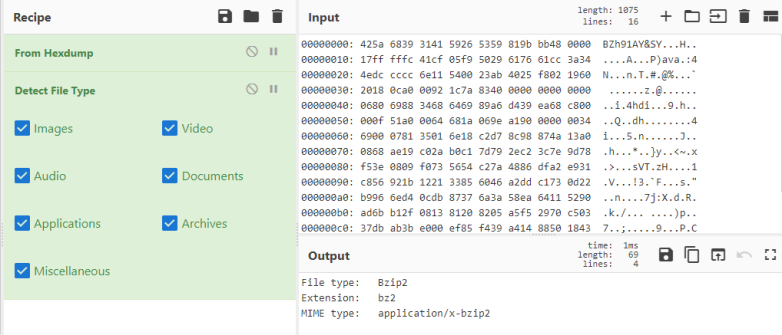 Recipe
From Hexdump
Detect File Type
Images
Video
Audio
Documents
Applications
Archives
Miscellaneous
Input
length: 1075
lines: 16
00000000: 425a 6839 3141 5926 5359 819b bb48 0000 BZh91AY&SY...H..
00000010: 17ff fffc 41cf 05f9 5029 6176 61cc 3a34 ....A...P)ava.:4
00000020: 4edc cccc 6e11 5400 23ab 4025 f802 1960 N...n.T.#.@%...`
00000030: 2018 0ca0 0092 1c7a 8340 0000 0000 0000 ......z.@......
00000040: 0680 6988 3468 6469 89a6 d439 ea68 c800 ..i.4hdi...9.h..
00000050: 000f 51a0 0064 681a 069e a190 0000 0034 ..Q..dh........4
00000060: 6900 0781 3501 6e18 c2d7 8c98 874a 13a0 i...5.n......J..
00000070: 0868 ae19 c02a b0c1 7d79 2ec2 3c7e 9d78 .h...*..}y..<~.x
00000080: f53e 0809 f073 5654 c27a 4886 dfa2 e931 .>...sVT.zH....1
00000090: c856 921b 1221 3385 6046 a2dd c173 0d22 .V...!3.`F...s."
000000a0: b996 6ed4 0cdb 8737 6a3a 58ea 6411 5290 ..n....7j:X.d.R.
000000b0: ad6b b12f 0813 8120 8205 a5f5 2970 c503 .k./... ....)p..
000000c0: 37db ab3b e000 ef85 f439 a414 8850 1843 7..;.....9...P.C
Output
time: 1ms
length: 69
lines: 4
File type: Bzip2
Extension: bz2
MIME type: application/x-bzip2